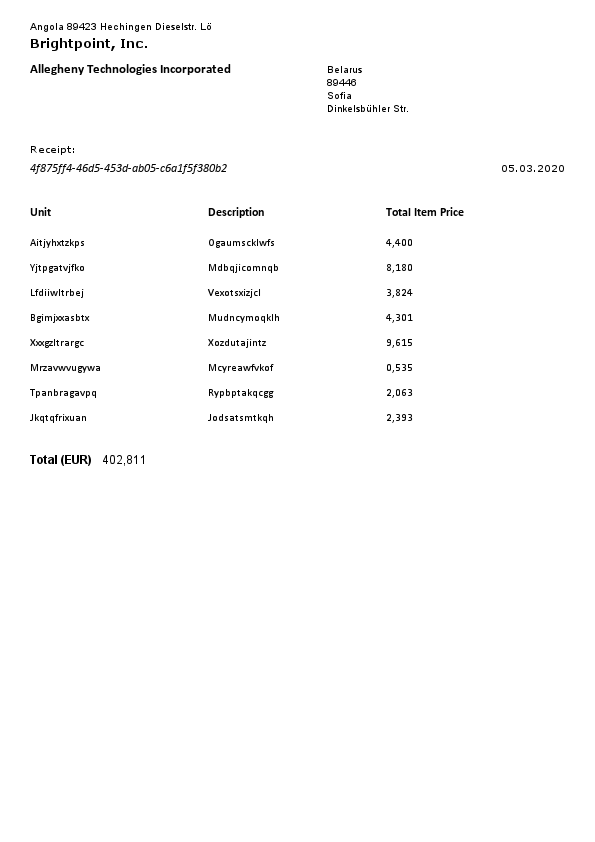 Angola 89423 Hechingen Dieselstr. Lö
Brightpoint, Inc.
Allegheny Technologies Incorporated
Belarus
89446
Sofia
Dinkelsbühler Str.
Receipt:
4f875ff4-46d5-453d-ab05-c6a1f5f380b2 05.03.2020
Unit Description Total Item Price
Aitjyhxtzkps Ogaumscklwfs 4,400
Yjtpgatvjfko Mdbqjicomnqb 8,180
Lfdiiwltrbej Vexotsxizjcl 3,824
Bgimjxxasbtx Mudncymoqklh 4,301
Xxxgzltrargc Xozdutajintz 9,615
Mrzavwvugywa Mcyreawfvkof 0,535
Tpanbragavpq Rypbptakqcgg 2,063
Jkqtqfrixuan Jodsatsmtkqh 2,393
Total (EUR) 402,811